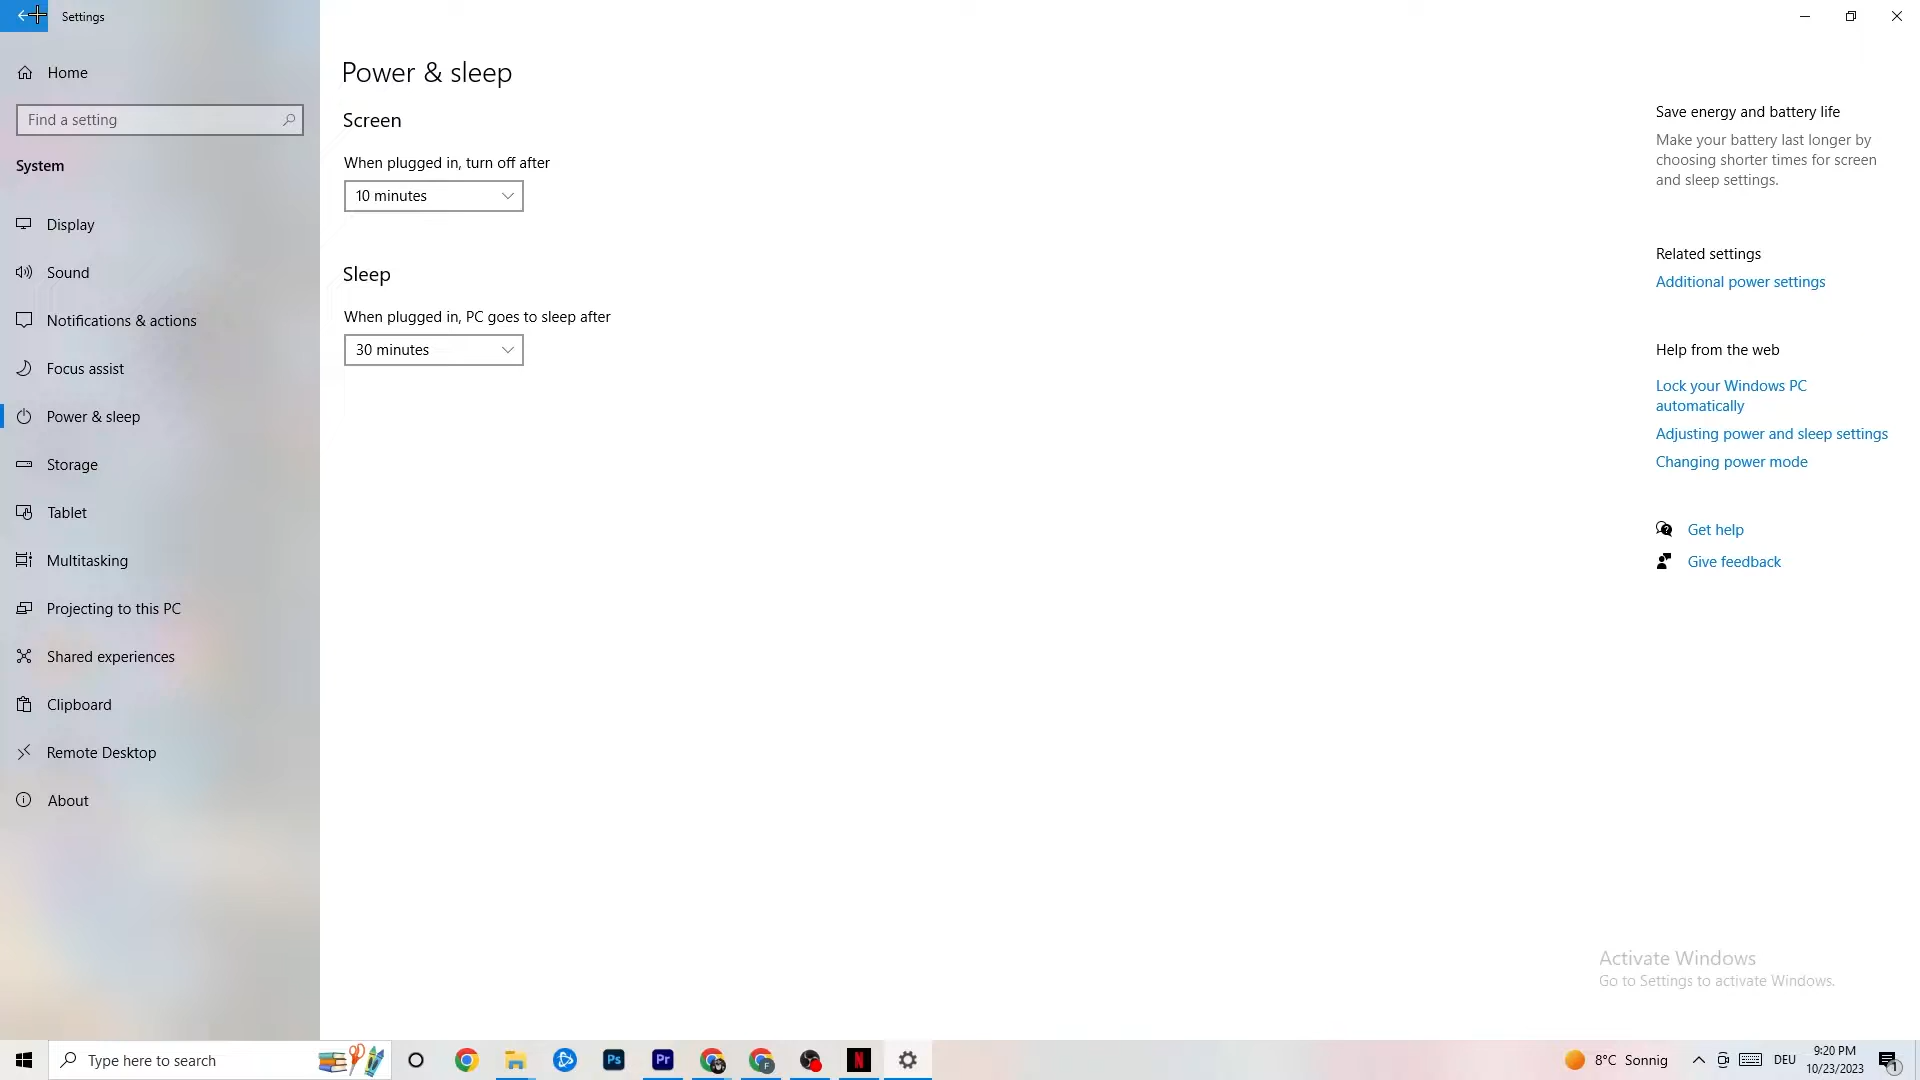 Settings
Home
Find a setting
System
Display
Sound
Notifications & actions
Focus assist
Power & sleep
Storage
Tablet
Multitasking
Projecting to this PC
Shared experiences
Clipboard
Remote Desktop
About
Power & sleep
Screen
When plugged in, turn off after
10 minutes
Sleep
When plugged in, PC goes to sleep after
30 minutes
Save energy and battery life
Make your battery last longer by
choosing shorter times for screen
and sleep settings.
Related settings
Additional power settings
Help from the web
Lock your Windows PC
automatically
Adjusting power and sleep settings
Changing power mode
Get help
Give feedback
Activate Windows
Go to Settings to activate Windows.
Type here to search
Ps
Pr
F
N
8°C Sonnig
DEU
9:20 PM
10/23/2023
1